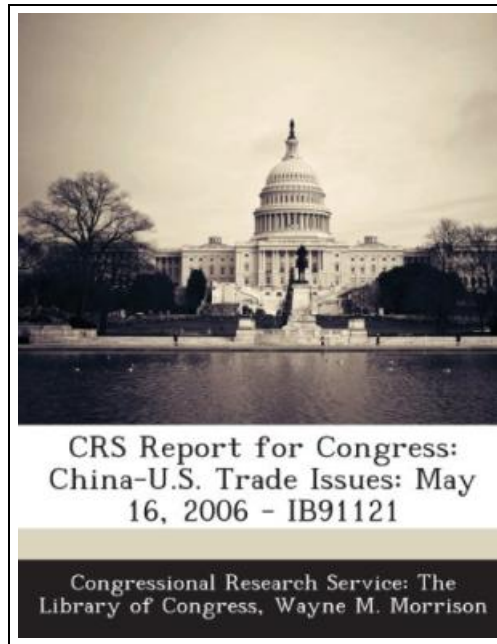 CRS Report for Congress:
China-U.S. Trade Issues: May
16, 2006 - IB91121
Congressional Research Service: The
Library of Congress, Wayne M. Morrison